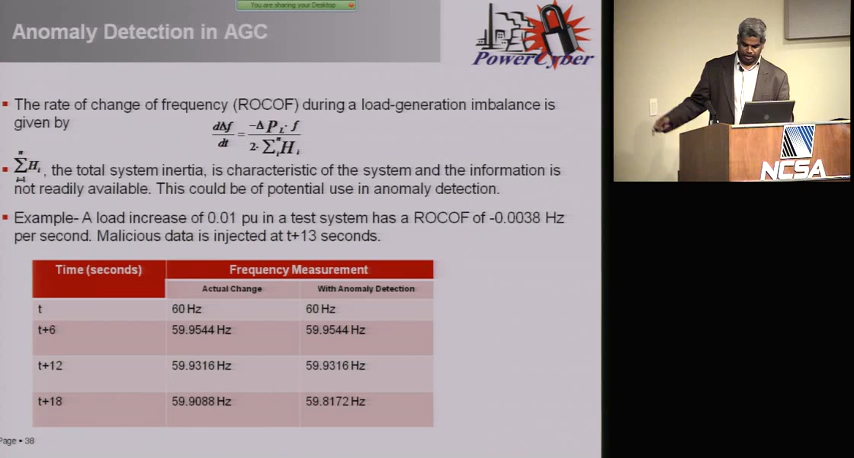 You are sharing your Desktop
Anomaly Detection in AGC
PowerCyber
The rate of change of frequency (ROCOF) during a load-generation imbalance is
given by dΔf/dt = -Δ P_L · f / 2· Σ_i^n H_i
Σ_{i=1}^n H_i, the total system inertia, is characteristic of the system and the information is
not readily available. This could be of potential use in anomaly detection.
Example- A load increase of 0.01 pu in a test system has a ROCOF of -0.0038 Hz
per second. Malicious data is injected at t+13 seconds.
Time (seconds) Frequency Measurement
Actual Change With Anomaly Detection
t 60 Hz 60 Hz
t+6 59.9544 Hz 59.9544 Hz
t+12 59.9316 Hz 59.9316 Hz
t+18 59.9088 Hz 59.8172 Hz
Page ▪ 38
NCSA